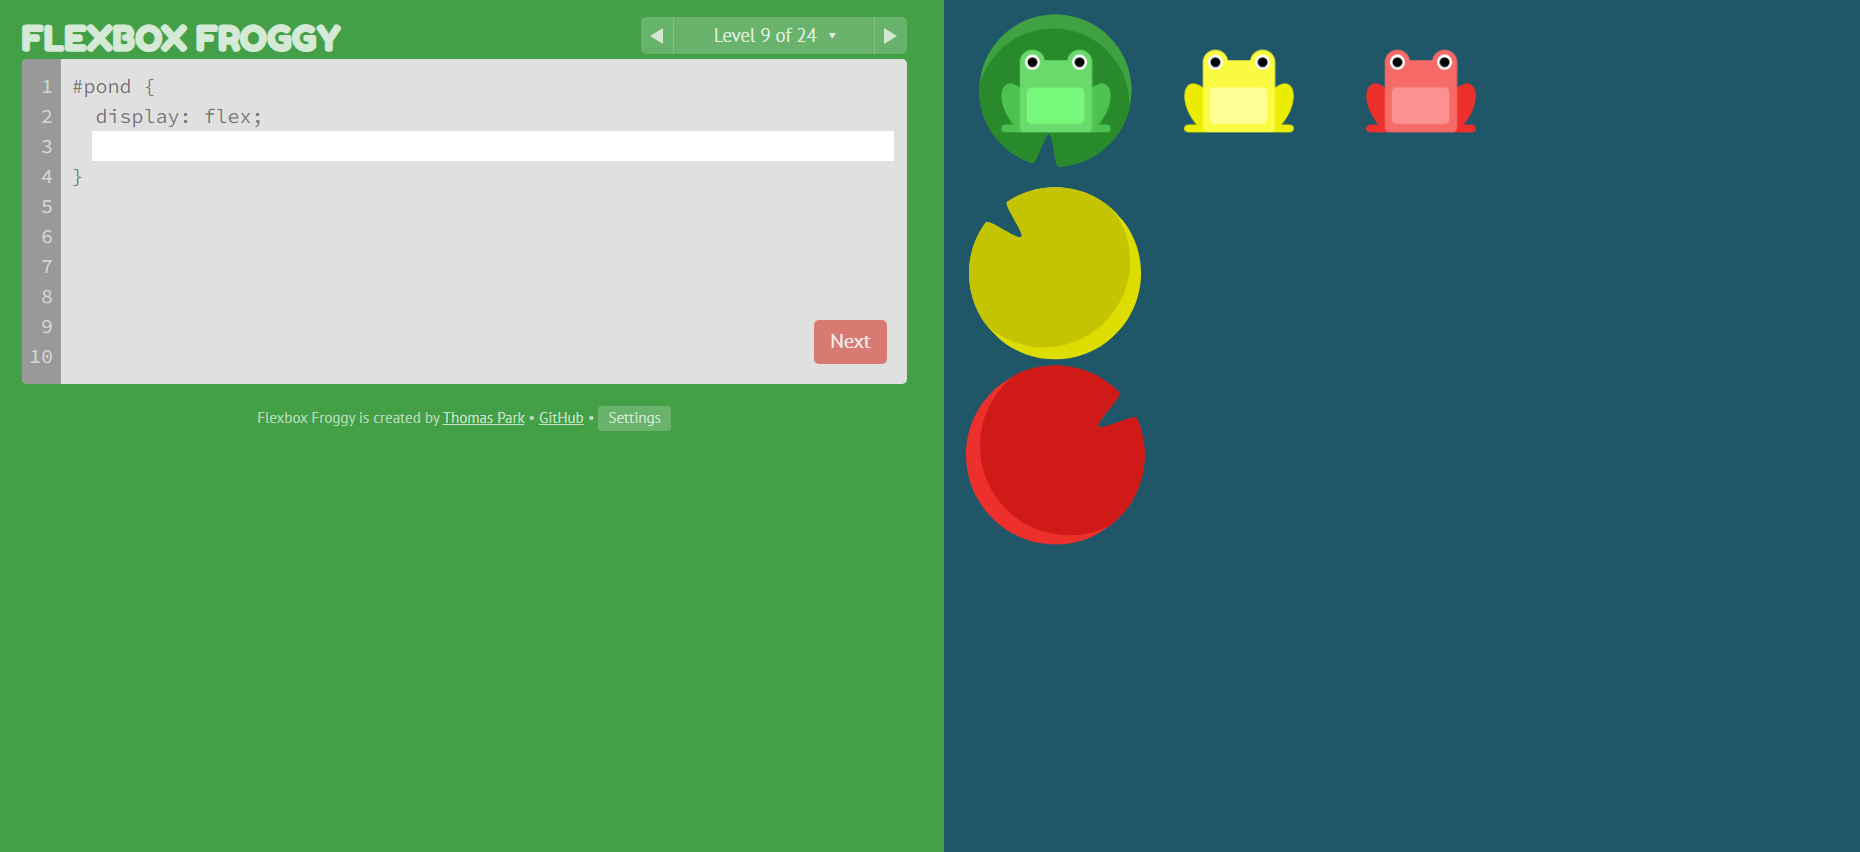 FLEXBOX FROGGY
◀ Level 9 of 24 ▼ ▶
1 #pond {
2 display: flex;
3
4 }
5
6
7
8
9
10
Next
Flexbox Froggy is created by Thomas Park • GitHub • Settings